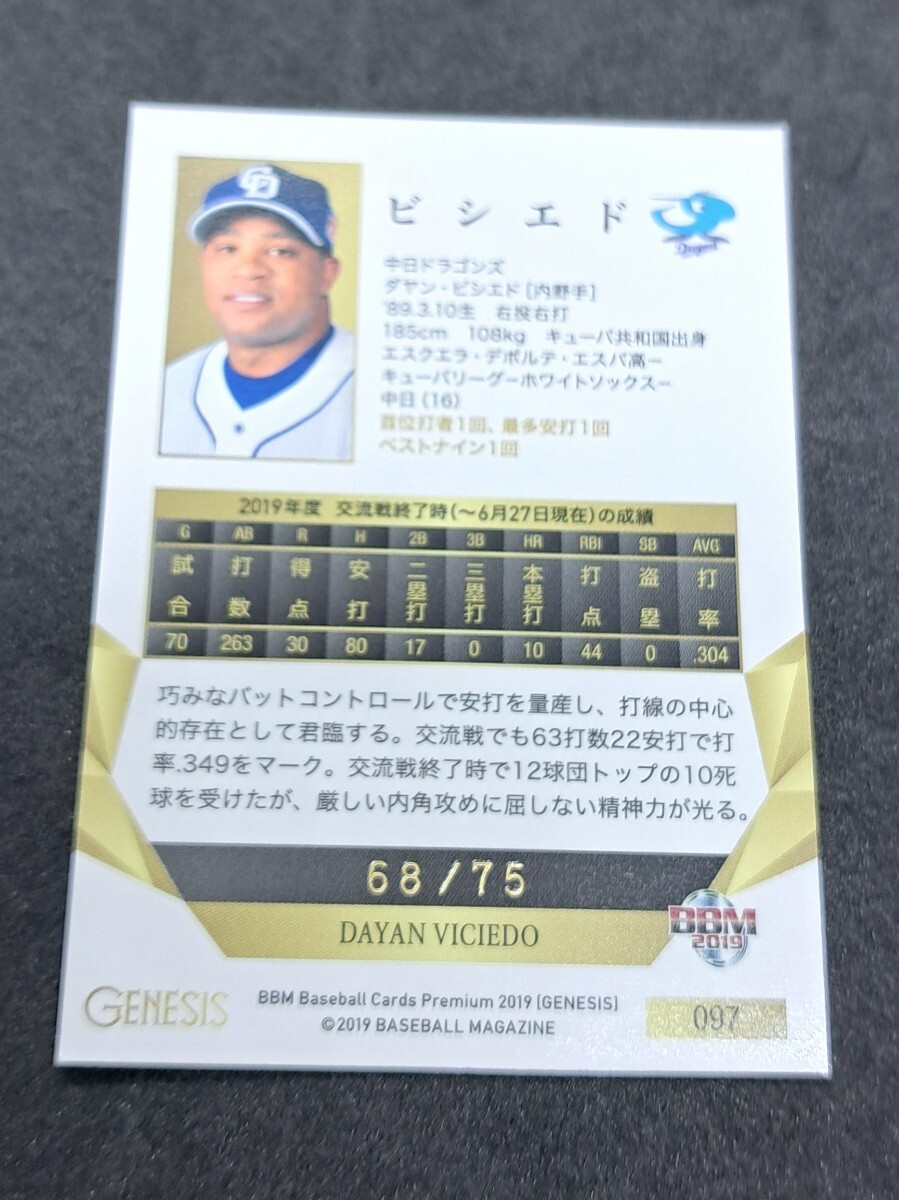 CD
ビシエド
Dragons
中日ドラゴンズ
ダヤン・ビシエド [内野手]
'89.3.10生 右投右打
185cm 108kg キューバ共和国出身
エスクエラ・デポルテ・エスパ高ー
キューバリーグーホワイトソックスー
中日(16)
首位打者1回、最多安打1回
ベストナイン1回
2019年度 交流戦終了時(～6月27日現在)の成績
G AB R H 2B 3B HR RBI SB AVG
試合 打数 得点 安打 二塁打 三塁打 本塁打 打点 盗塁 打率
70 263 30 80 17 0 10 44 0 .304
巧みなバットコントロールで安打を量産し、打線の中心
的存在として君臨する。交流戦でも63打数22安打で打
率.349をマーク。交流戦終了時で12球団トップの10死
球を受けたが、厳しい内角攻めに屈しない精神力が光る。
68/75
DAYAN VICIEDO
BBM
2019
GENESIS
BBM Baseball Cards Premium 2019 [GENESIS]
©2019 BASEBALL MAGAZINE
097